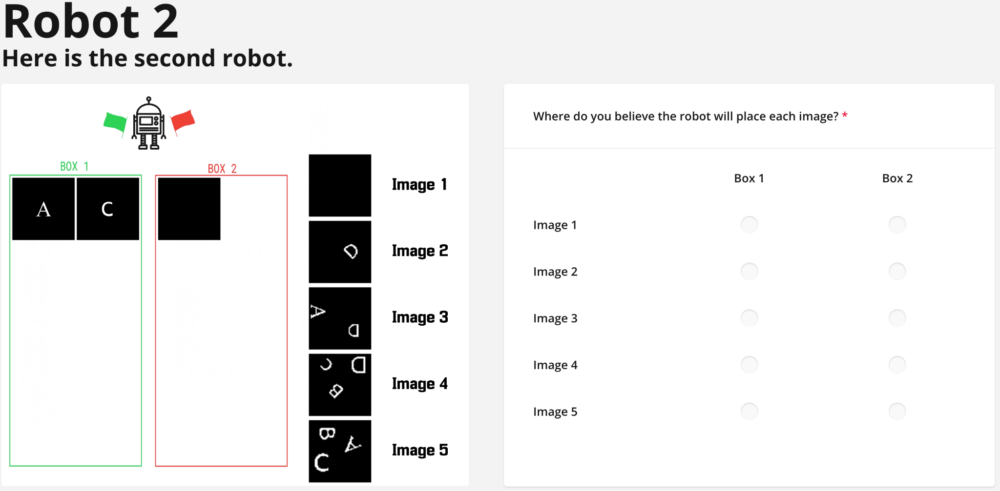 Robot 2
Here is the second robot.
BOX 1
BOX 2
A
C
Image 1
D
Image 2
A
D
Image 3
C
D
B
Image 4
B
A
C
Image 5
Where do you believe the robot will place each image? *
Box 1
Box 2
Image 1
Image 2
Image 3
Image 4
Image 5